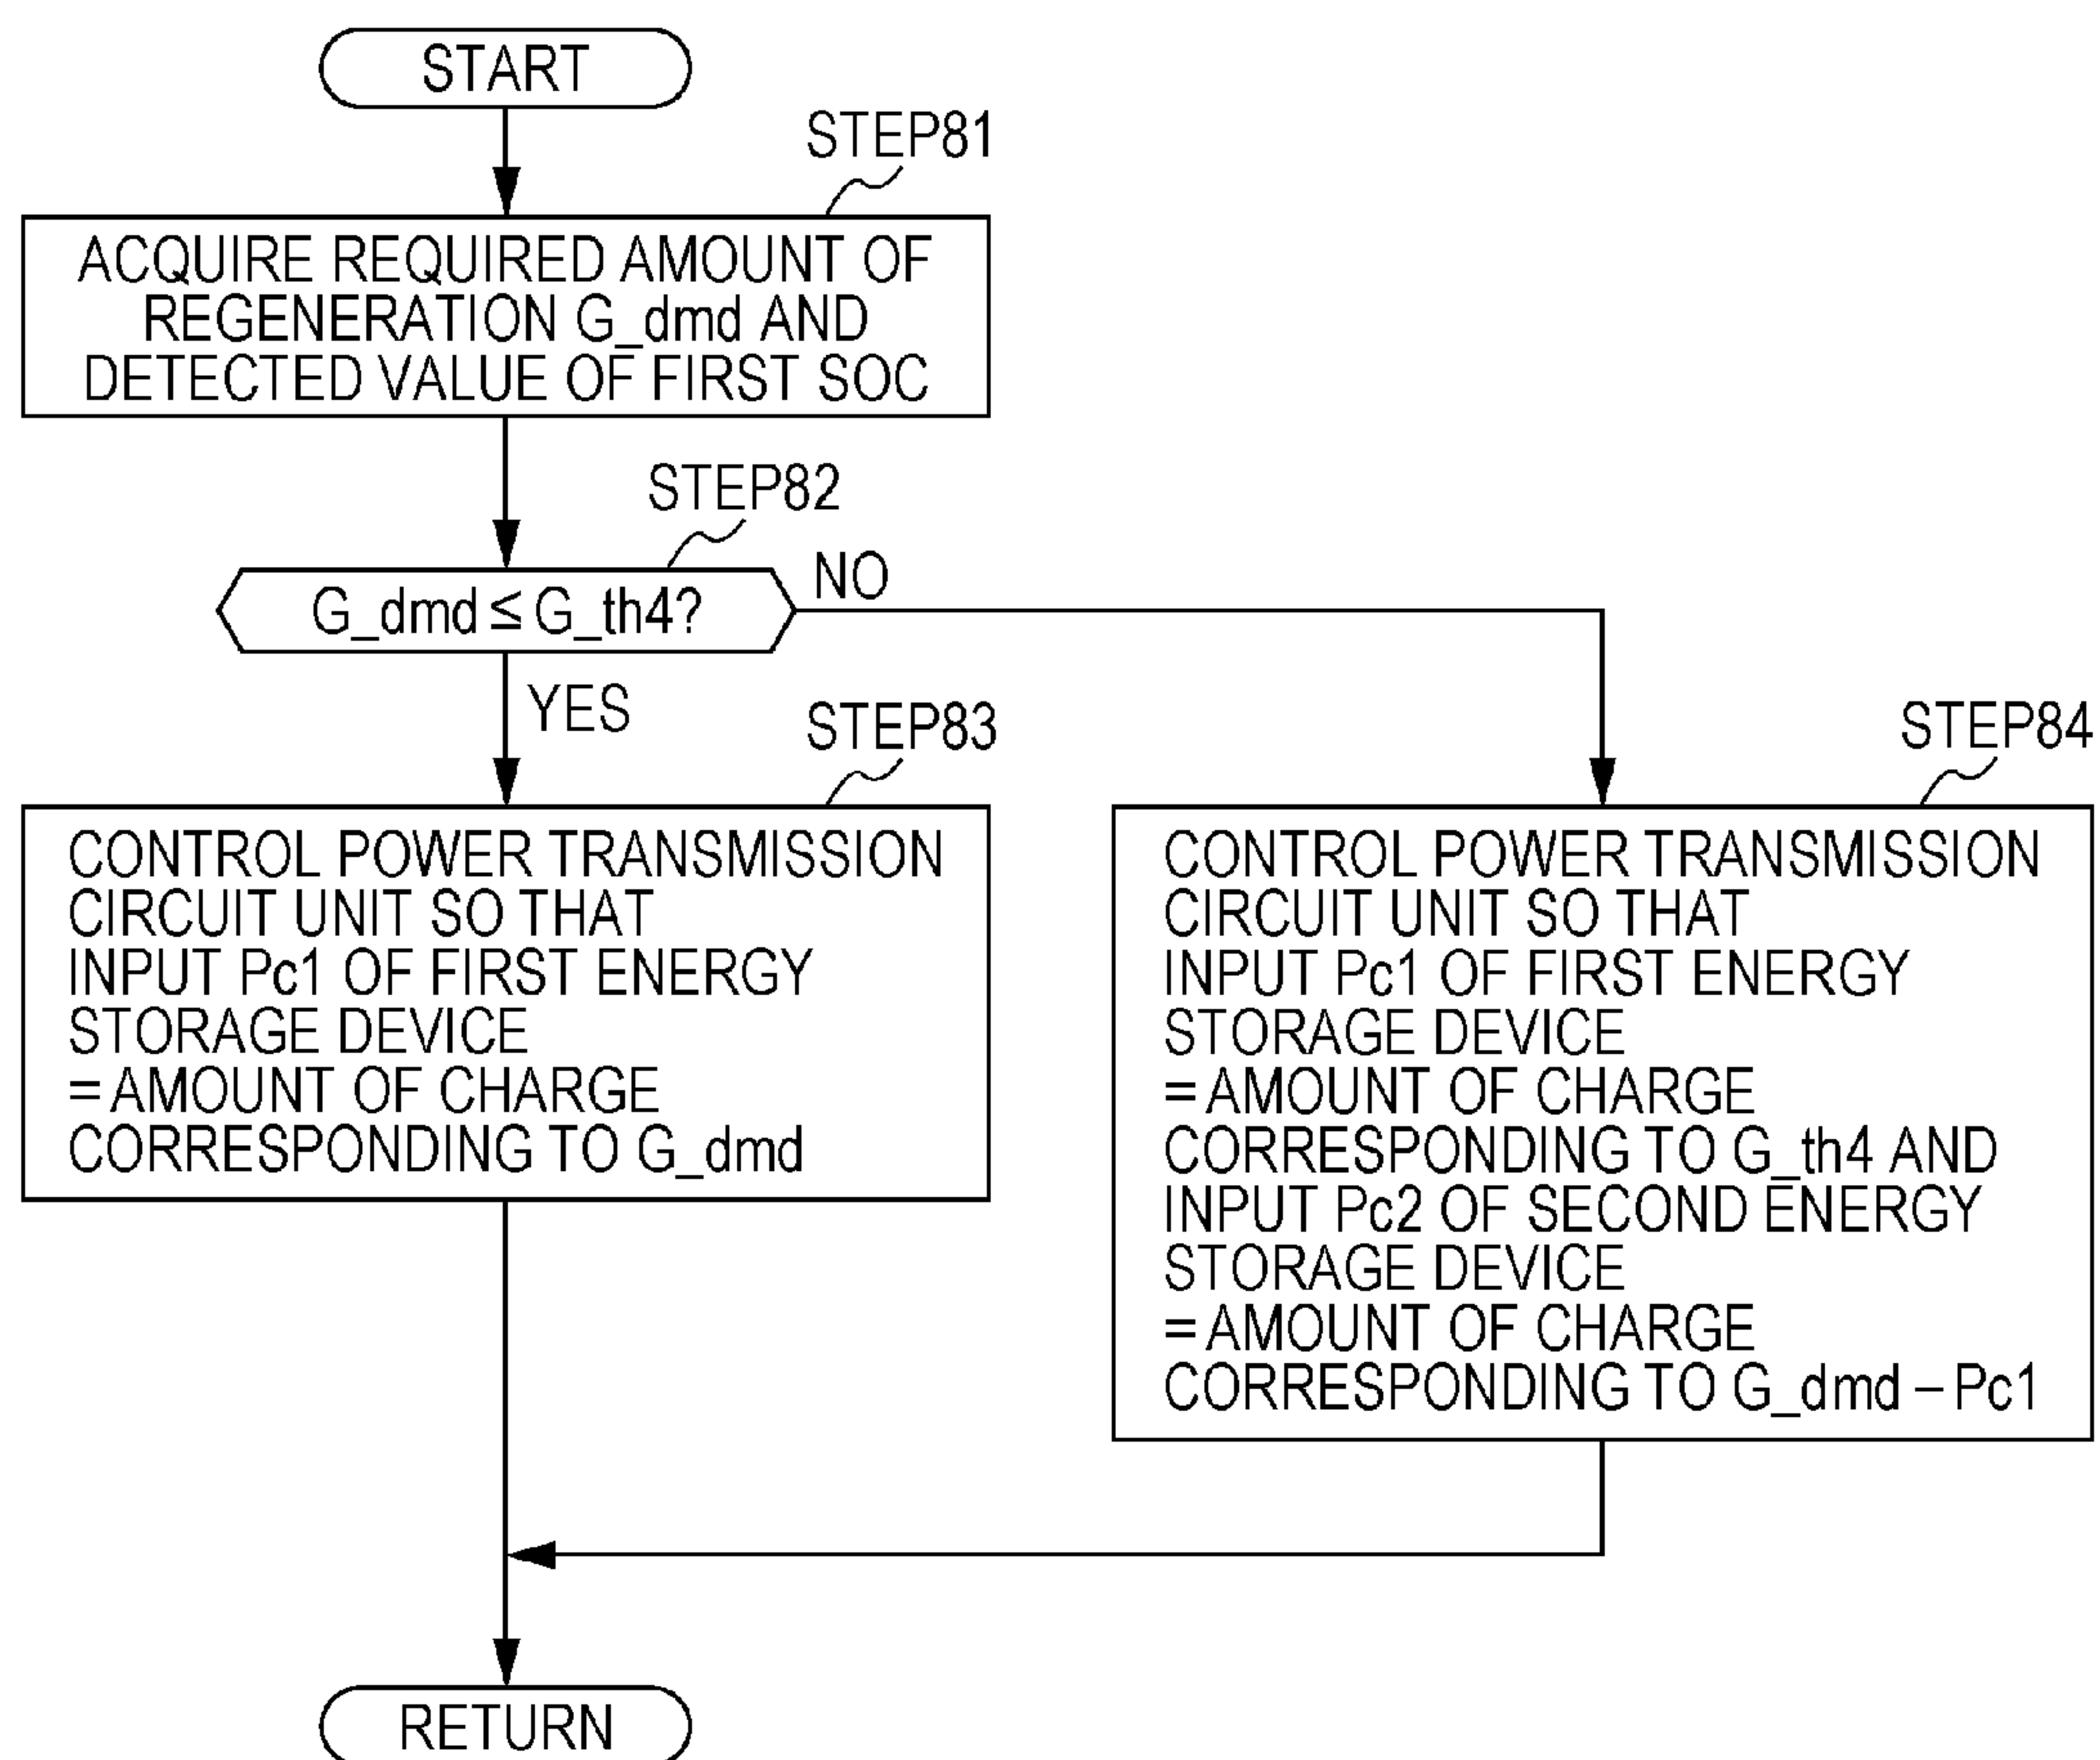 START
STEP81
ACQUIRE REQUIRED AMOUNT OF
REGENERATION G_dmd AND
DETECTED VALUE OF FIRST SOC
STEP82
G_dmd ≤ G_th4?
NO
YES
STEP83
CONTROL POWER TRANSMISSION
CIRCUIT UNIT SO THAT
INPUT Pc1 OF FIRST ENERGY
STORAGE DEVICE
= AMOUNT OF CHARGE
CORRESPONDING TO G_dmd
STEP84
CONTROL POWER TRANSMISSION
CIRCUIT UNIT SO THAT
INPUT Pc1 OF FIRST ENERGY
STORAGE DEVICE
= AMOUNT OF CHARGE
CORRESPONDING TO G_th4 AND
INPUT Pc2 OF SECOND ENERGY
STORAGE DEVICE
= AMOUNT OF CHARGE
CORRESPONDING TO G_dmd – Pc1
RETURN